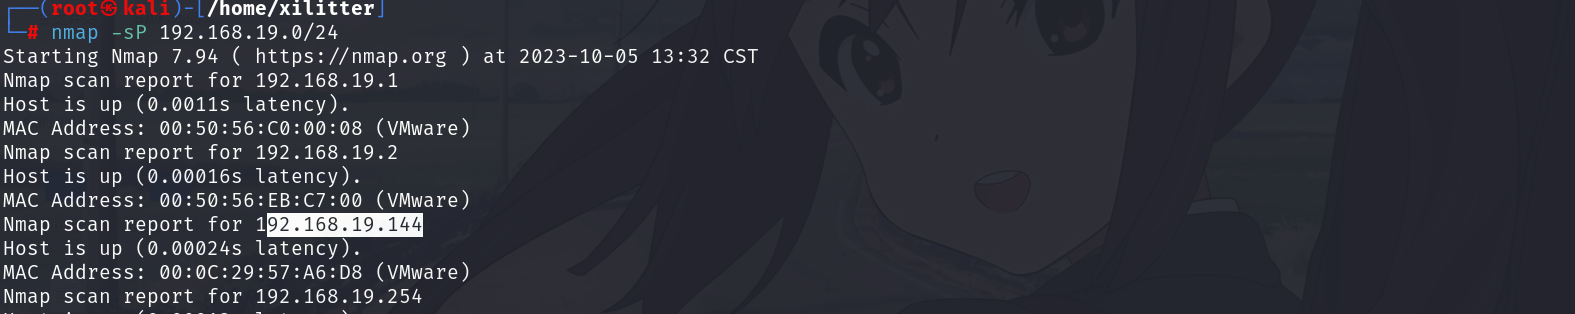 ┌──(root㉿kali)-[/home/xilitter]
└─# nmap -sP 192.168.19.0/24
Starting Nmap 7.94 ( https://nmap.org ) at 2023-10-05 13:32 CST
Nmap scan report for 192.168.19.1
Host is up (0.0011s latency).
MAC Address: 00:50:56:C0:00:08 (VMware)
Nmap scan report for 192.168.19.2
Host is up (0.00016s latency).
MAC Address: 00:50:56:EB:C7:00 (VMware)
Nmap scan report for 192.168.19.144
Host is up (0.00024s latency).
MAC Address: 00:0C:29:57:A6:D8 (VMware)
Nmap scan report for 192.168.19.254